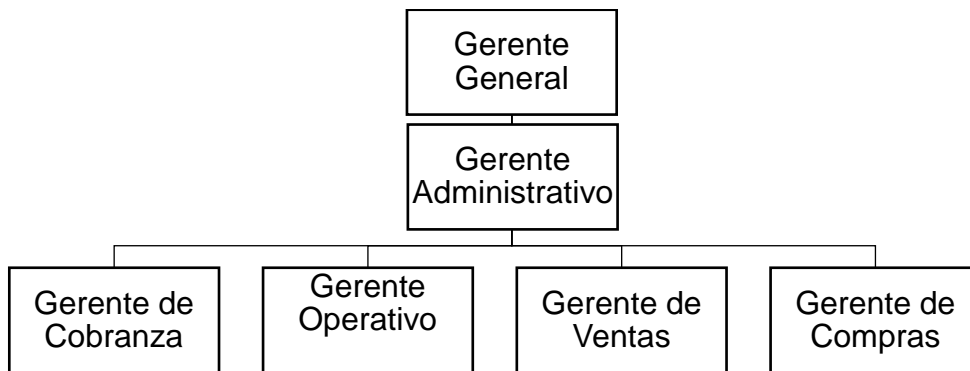 Gerente
General
Gerente
Administrativo
Gerente de
Cobranza
Gerente
Operativo
Gerente de
Ventas
Gerente de
Compras